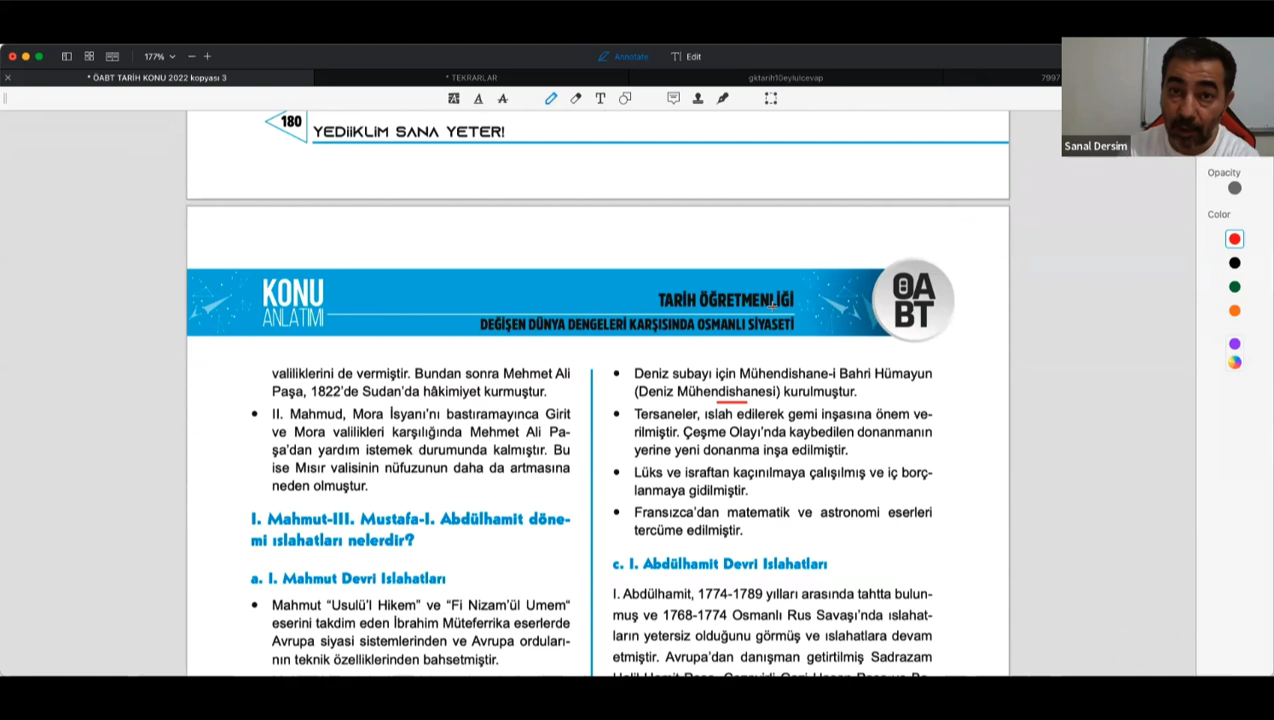 177%
Annotate
Edit
* ÖABT TARİH KONU 2022 kopyası 3
* TEKRARLAR
gktarih10eylulcevap
7997
Sanal Dersim
Opacity
Color
180
YEDİİKLİM SANA YETER!
KONU
ANLATIMI
TARİH ÖĞRETMENLİĞİ
DEĞİŞEN DÜNYA DENGELERİ KARŞISINDA OSMANLI SİYASETİ
ÖA
BT
valiliklerini de vermiştir. Bundan sonra Mehmet Ali
Paşa, 1822’de Sudan’da hâkimiyet kurmuştur.
• II. Mahmud, Mora İsyanı’nı bastıramayınca Girit
ve Mora valilikleri karşılığında Mehmet Ali Pa-
şa’dan yardım istemek durumunda kalmıştır. Bu
ise Mısır valisinin nüfuzunun daha da artmasına
neden olmuştur.
I. Mahmut-III. Mustafa-I. Abdülhamit döne-
mi ıslahatları nelerdir?
a. I. Mahmut Devri Islahatları
• Mahmut “Usulü’l Hikem” ve “Fi Nizam’ül Umem“
eserini takdim eden İbrahim Müteferrika eserlerde
Avrupa siyasi sistemlerinden ve Avrupa orduları-
nın teknik özelliklerinden bahsetmiştir.
• Deniz subayı için Mühendishane-i Bahri Hümayun
(Deniz Mühendishanesi) kurulmuştur.
• Tersaneler, ıslah edilerek gemi inşasına önem ve-
rilmiştir. Çeşme Olayı’nda kaybedilen donanmanın
yerine yeni donanma inşa edilmiştir.
• Lüks ve israftan kaçınılmaya çalışılmış ve iç borç-
lanmaya gidilmiştir.
• Fransızca’dan matematik ve astronomi eserleri
tercüme edilmiştir.
c. I. Abdülhamit Devri Islahatları
I. Abdülhamit, 1774-1789 yılları arasında tahtta bulun-
muş ve 1768-1774 Osmanlı Rus Savaşı’nda ıslahat-
ların yetersiz olduğunu görmüş ve ıslahatlara devam
etmiştir. Avrupa’dan danışman getirtilmiş Sadrazam